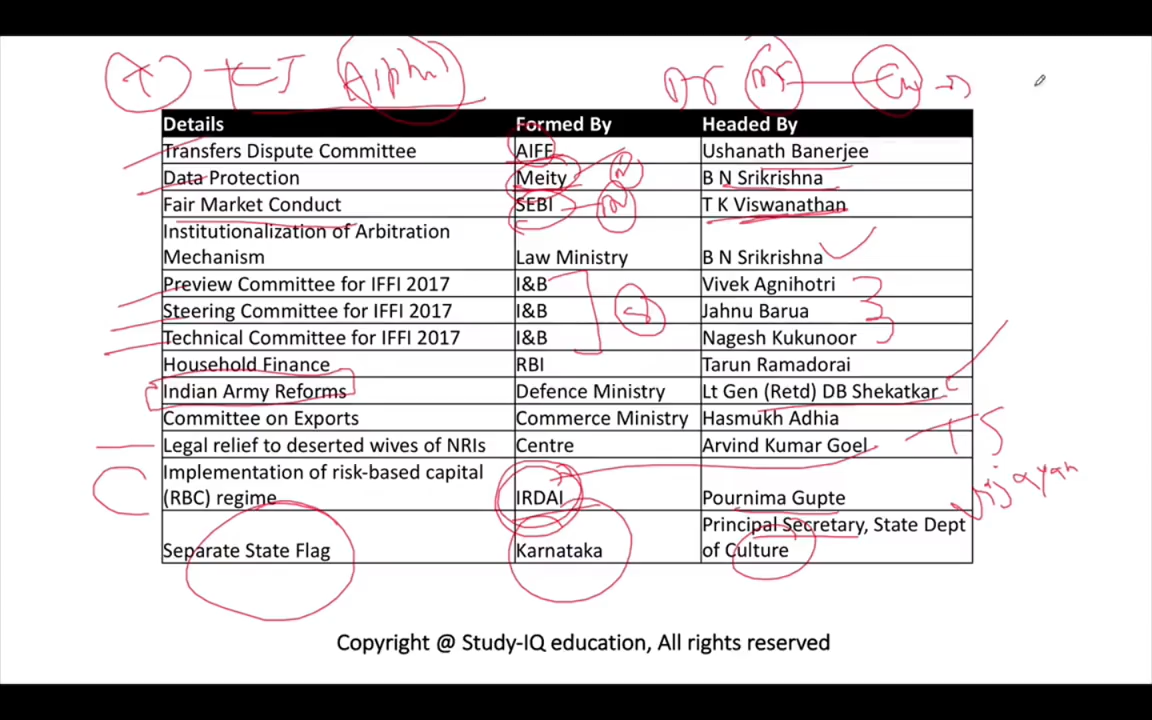 Alpha
Details Formed By Headed By
Transfers Dispute Committee AIFF Ushanath Banerjee
Data Protection Meity B N Srikrishna
Fair Market Conduct SEBI T K Viswanathan
Institutionalization of Arbitration
Mechanism Law Ministry B N Srikrishna
Preview Committee for IFFI 2017 I&B Vivek Agnihotri
Steering Committee for IFFI 2017 I&B Jahnu Barua
Technical Committee for IFFI 2017 I&B Nagesh Kukunoor
Household Finance RBI Tarun Ramadorai
Indian Army Reforms Defence Ministry Lt Gen (Retd) DB Shekatkar
Committee on Exports Commerce Ministry Hasmukh Adhia
Legal relief to deserted wives of NRIs Centre Arvind Kumar Goel TS
Implementation of risk-based capital
(RBC) regime IRDAI Pournima Gupte Vijayan
Principal Secretary, State Dept
Separate State Flag Karnataka of Culture
Copyright @ Study-IQ education, All rights reserved